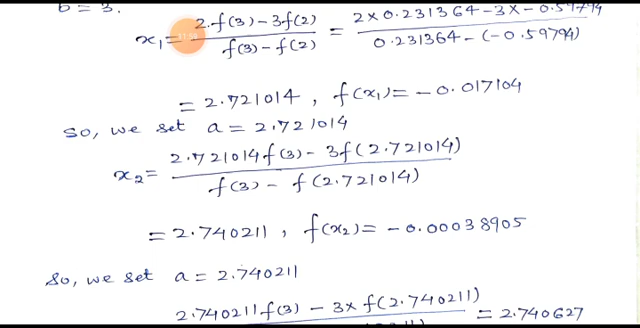 b = 3.
x₁ = (2.f(3) - 3f(2)) / (f(3) - f(2)) = (2 x 0.231364 - 3 x - 0.59794) / (0.231364 - (-0.59794))
= 2.721014 , f(x₁) = - 0.017104
So, we set a = 2.721014
x₂ = (2.721014 f(3) - 3f(2.721014)) / (f(3) - f(2.721014))
= 2.740211 , f(x₂) = - 0.00038905
So, we set a = 2.740211
2.740211 f(3) - 3x f(2.740211) = 2.740627